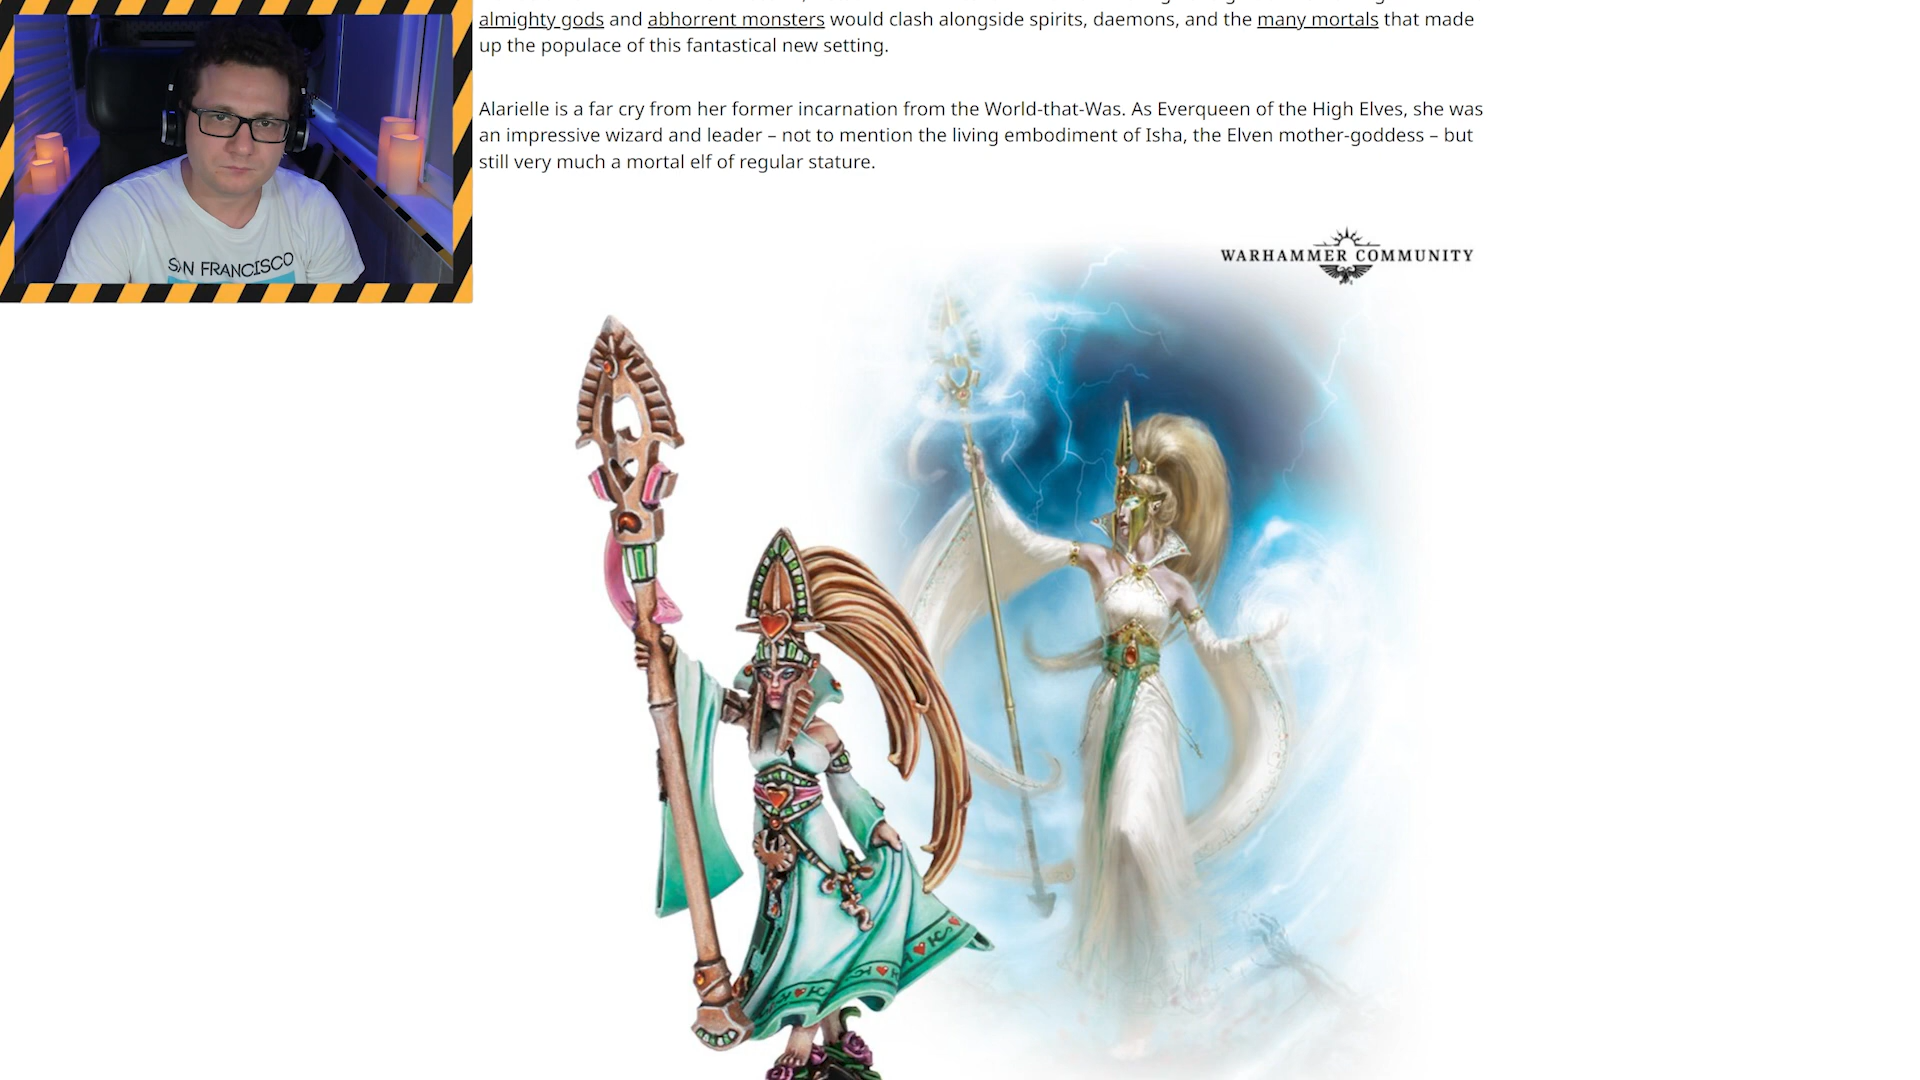 almighty gods and abhorrent monsters would clash alongside spirits, daemons, and the many mortals that made
up the populace of this fantastical new setting.
Alarielle is a far cry from her former incarnation from the World-that-Was. As Everqueen of the High Elves, she was
an impressive wizard and leader – not to mention the living embodiment of Isha, the Elven mother-goddess – but
still very much a mortal elf of regular stature.
WARHAMMER COMMUNITY
SAN FRANCISCO